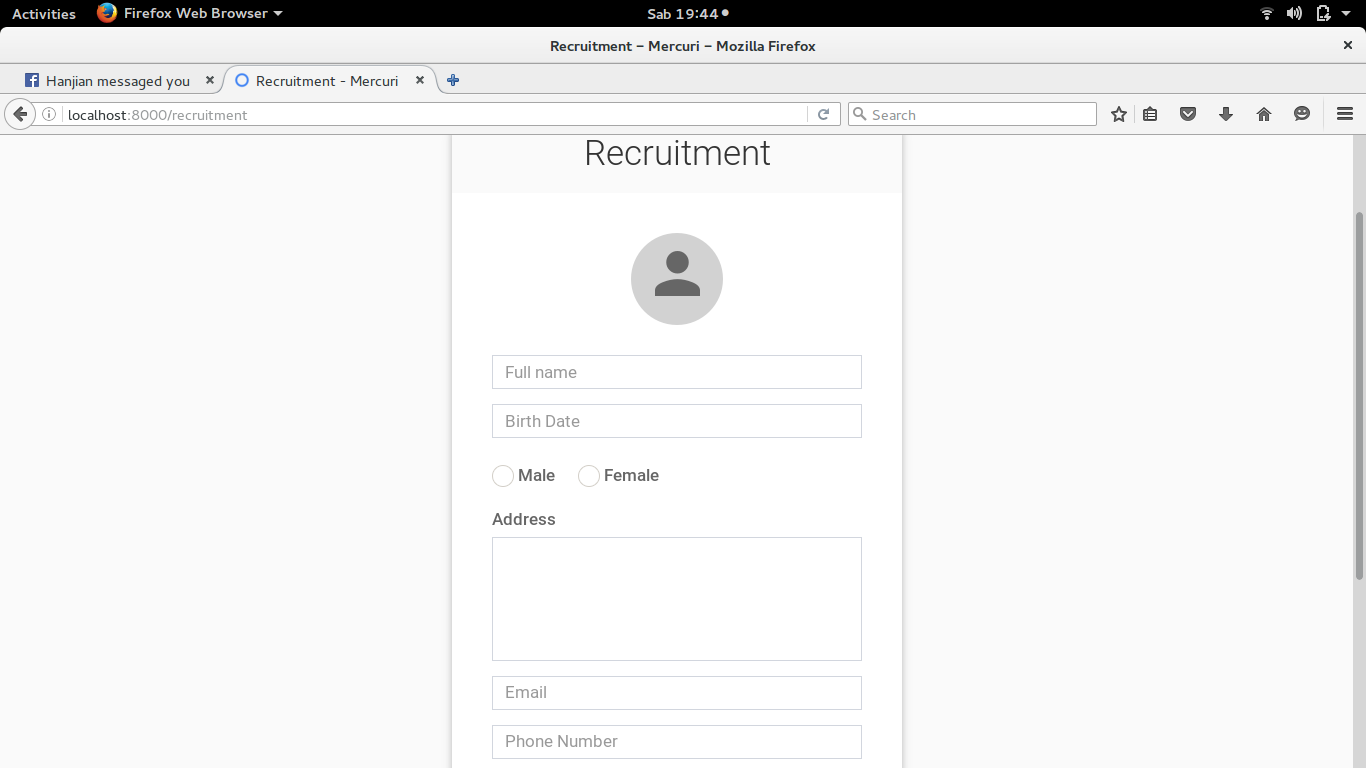 Activities Firefox Web Browser Sab 19:44
Recruitment – Mercuri – Mozilla Firefox
Hanjian messaged you Recruitment - Mercuri
localhost:8000/recruitment Search
Recruitment
Full name
Birth Date
Male Female
Address
Email
Phone Number